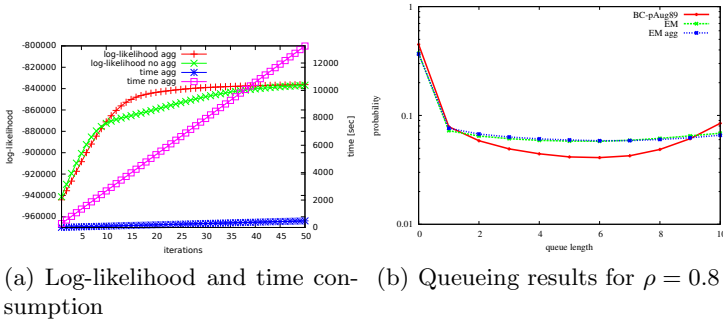 log-likelihood agg
log-likelihood no agg
time agg
time no agg
-800000
-820000
-840000
-860000
-880000
-900000
-920000
-940000
-960000
log-likelihood
12000
10000
8000
6000
4000
2000
0
time [sec]
5 10 15 20 25 30 35 40 45 50
iterations
BC-pAug89
EM
EM agg
1
0.1
0.01
probability
0 2 4 6 8 10
queue length
(a) Log-likelihood and time con-
sumption
(b) Queueing results for ρ = 0.8